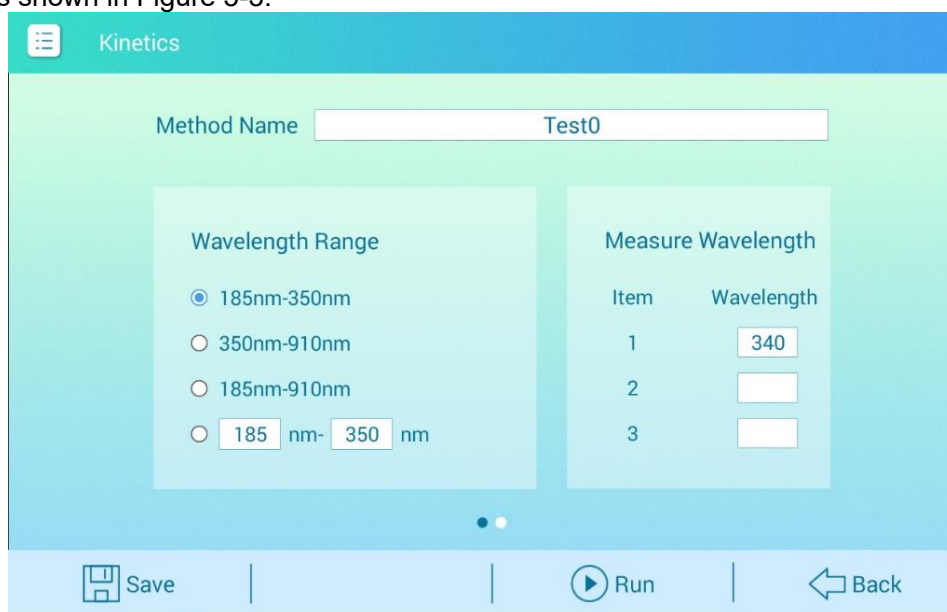 s shown in Figure 5-5.
Kinetics
Method Name Test0
Wavelength Range
185nm-350nm
350nm-910nm
185nm-910nm
185 nm- 350 nm
Measure Wavelength
Item Wavelength
1 340
2
3
Save Run Back